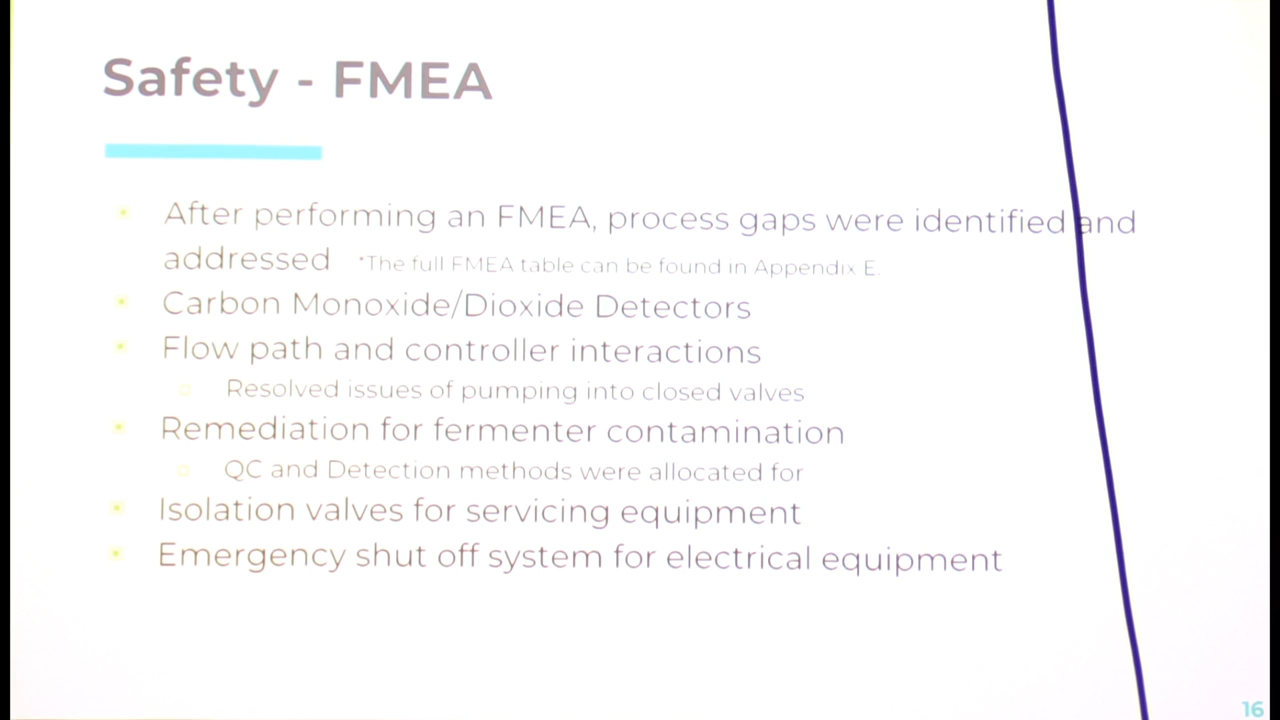 Safety - FMEA
After performing an FMEA, process gaps were identified and
addressed *The full FMEA table can be found in Appendix E.
Carbon Monoxide/Dioxide Detectors
Flow path and controller interactions
Resolved issues of pumping into closed valves
Remediation for fermenter contamination
QC and Detection methods were allocated for
Isolation valves for servicing equipment
Emergency shut off system for electrical equipment
16